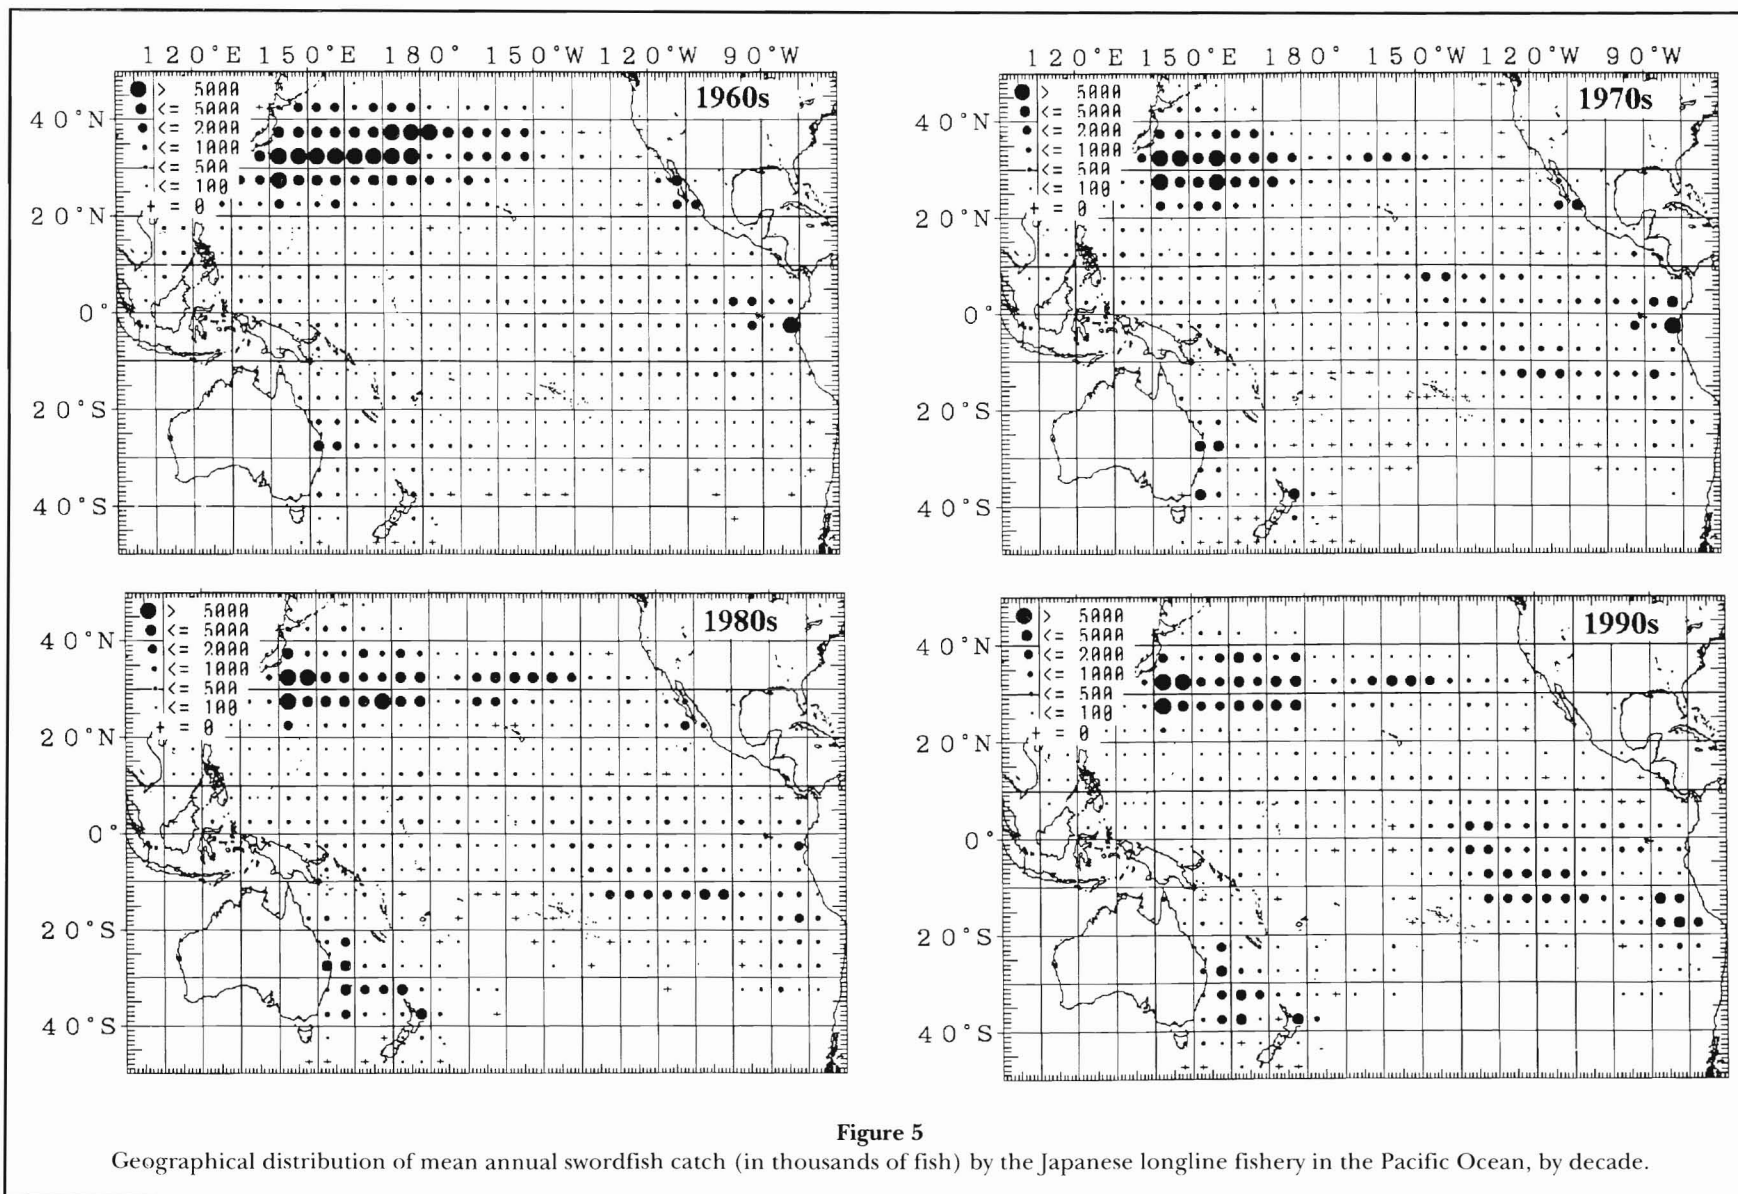 120°E 150°E 180° 150°W 120°W 90°W
120°E 150°E 180° 150°W 120°W 90°W
> 5000
<= 5000
<= 2000
<= 1000
<= 500
<= 100
+ = 0
1960s
40°N
20°N
0°
20°S
40°S
> 5000
<= 5000
<= 2000
<= 1000
<= 500
<= 100
+ = 0
1970s
40°N
20°N
0°
20°S
40°S
> 5000
<= 5000
<= 2000
<= 1000
<= 500
<= 100
+ = 0
1980s
40°N
20°N
0°
20°S
40°S
> 5000
<= 5000
<= 2000
<= 1000
<= 500
<= 100
+ = 0
1990s
40°N
20°N
0°
20°S
40°S
Figure 5
Geographical distribution of mean annual swordfish catch (in thousands of fish) by the Japanese longline fishery in the Pacific Ocean, by decade.